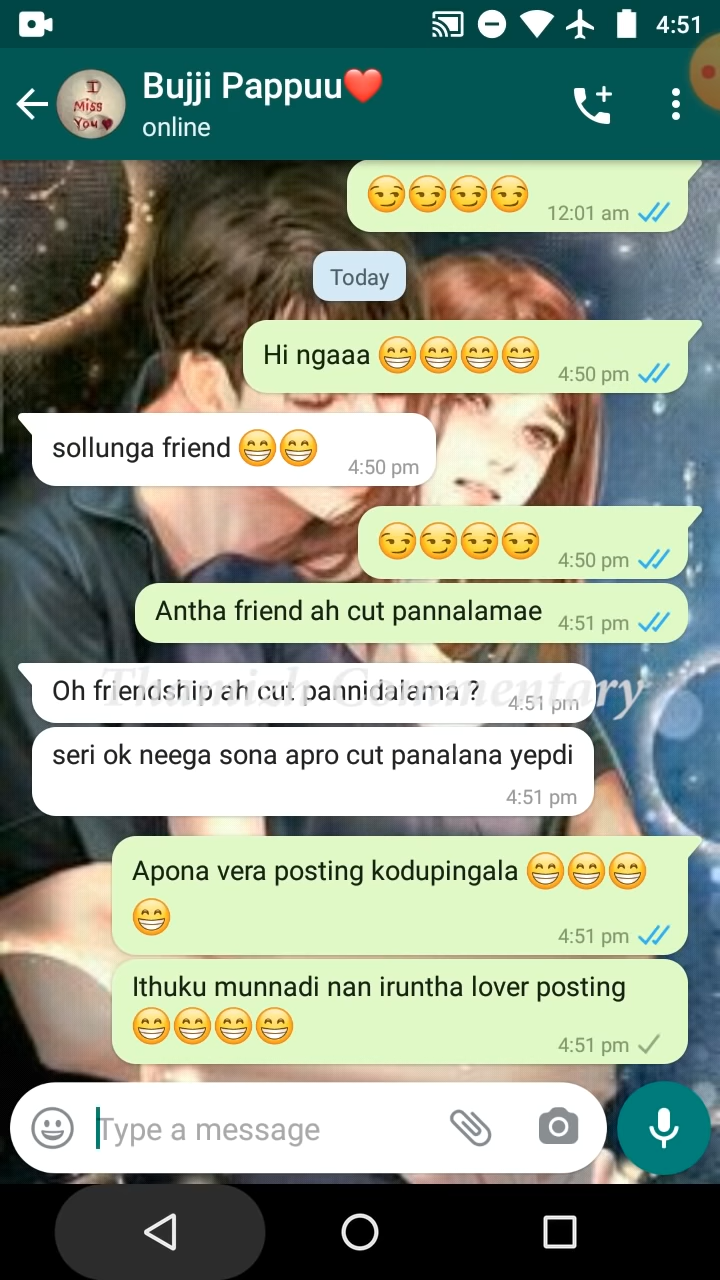 4:51
I
Miss
You
Bujji Pappuu❤️
online
😏😏😏😏 12:01 am
Today
Hi ngaaa 😁😁😁😁 4:50 pm
sollunga friend 😁😁 4:50 pm
😏😏😏😏 4:50 pm
Antha friend ah cut pannalamae 4:51 pm
Thamizh Commentary
Oh friendship ah cut pannidalama ? 4:51 pm
seri ok neega sona apro cut panalana yepdi
4:51 pm
Apona vera posting kodupingala 😁😁😁
😁
4:51 pm
Ithuku munnadi nan iruntha lover posting
😁😁😁😁 4:51 pm
Type a message